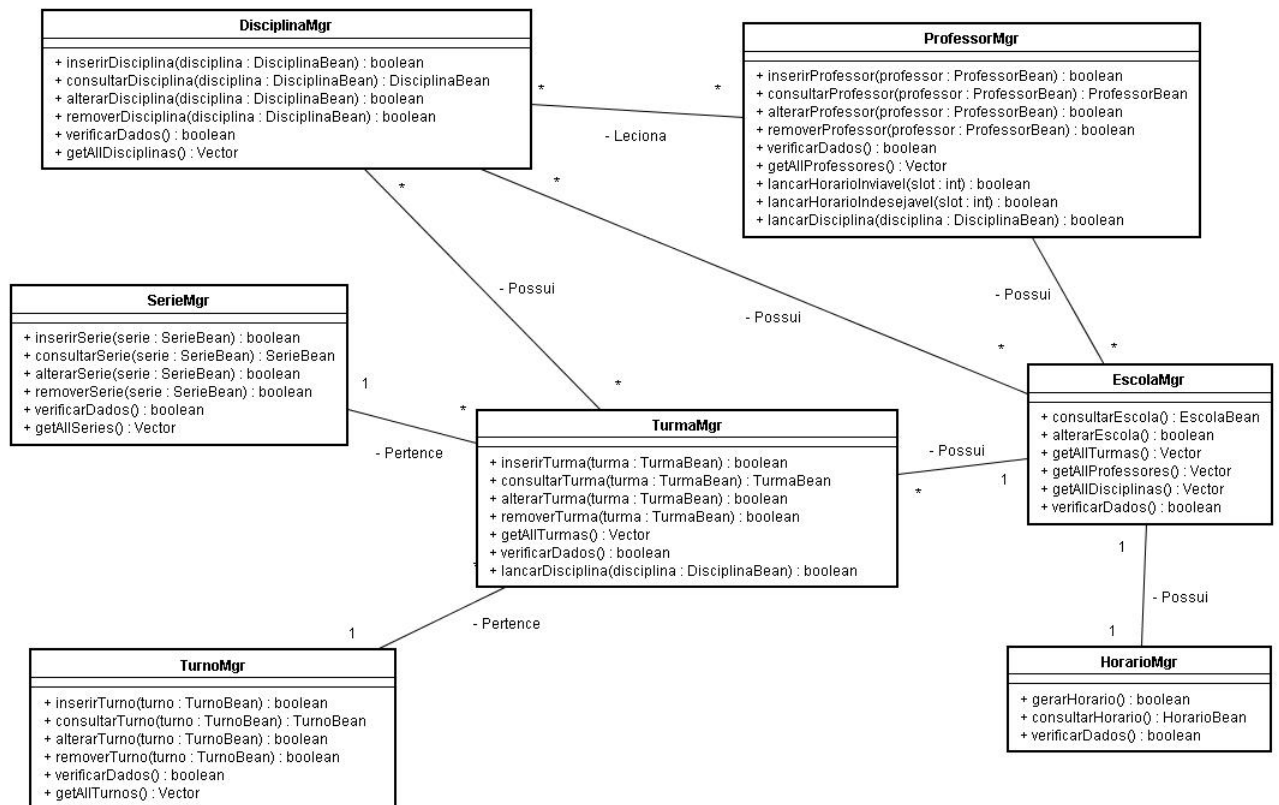 DisciplinaMgr
+ inserirDisciplina(disciplina : DisciplinaBean) : boolean
+ consultarDisciplina(disciplina : DisciplinaBean) : DisciplinaBean
+ alterarDisciplina(disciplina : DisciplinaBean) : boolean
+ removerDisciplina(disciplina : DisciplinaBean) : boolean
+ verificarDados() : boolean
+ getAllDisciplinas() : Vector
ProfessorMgr
+ inserirProfessor(professor : ProfessorBean) : boolean
+ consultarProfessor(professor : ProfessorBean) : ProfessorBean
+ alterarProfessor(professor : ProfessorBean) : boolean
+ removerProfessor(professor : ProfessorBean) : boolean
+ verificarDados() : boolean
+ getAllProfessores() : Vector
+ lancarHorarioInviavel(slot : int) : boolean
+ lancarHorarioIndesejavel(slot : int) : boolean
+ lancarDisciplina(disciplina : DisciplinaBean) : boolean
* *
- Leciona
* * *
- Possui
- Possui
- Possui
* * *
SerieMgr
+ inserirSerie(serie : SerieBean) : boolean
+ consultarSerie(serie : SerieBean) : SerieBean
+ alterarSerie(serie : SerieBean) : boolean
+ removerSerie(serie : SerieBean) : boolean
+ verificarDados() : boolean
+ getAllSeries() : Vector
1 *
- Pertence
TurmaMgr
+ inserirTurma(turma : TurmaBean) : boolean
+ consultarTurma(turma : TurmaBean) : TurmaBean
+ alterarTurma(turma : TurmaBean) : boolean
+ removerTurma(turma : TurmaBean) : boolean
+ getAllTurmas() : Vector
+ verificarDados() : boolean
+ lancarDisciplina(disciplina : DisciplinaBean) : boolean
- Possui
* 1
EscolaMgr
+ consultarEscola() : EscolaBean
+ alterarEscola() : boolean
+ getAllTurmas() : Vector
+ getAllProfessores() : Vector
+ getAllDisciplinas() : Vector
+ verificarDados() : boolean
1
- Possui
1
*
- Pertence
1
TurnoMgr
+ inserirTurno(turno : TurnoBean) : boolean
+ consultarTurno(turno : TurnoBean) : TurnoBean
+ alterarTurno(turno : TurnoBean) : boolean
+ removerTurno(turno : TurnoBean) : boolean
+ verificarDados() : boolean
+ getAllTurnos() : Vector
HorarioMgr
+ gerarHorario() : boolean
+ consultarHorario() : HorarioBean
+ verificarDados() : boolean